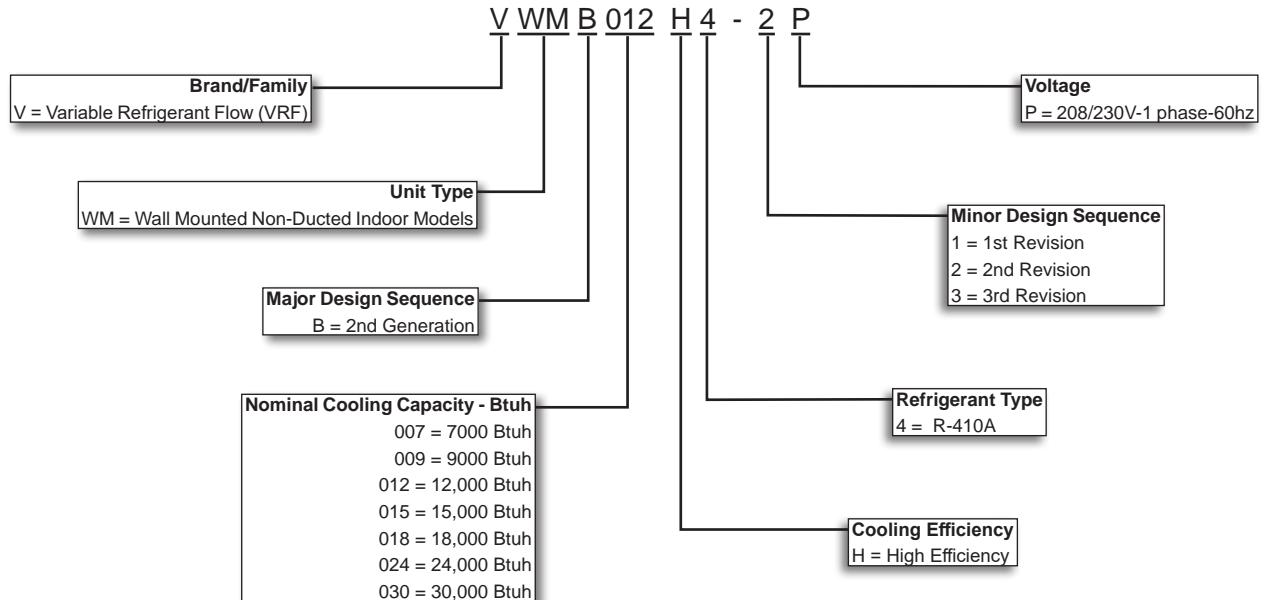 V WM B 012 H 4 - 2 P
Brand/Family
V = Variable Refrigerant Flow (VRF)
Unit Type
WM = Wall Mounted Non-Ducted Indoor Models
Major Design Sequence
B = 2nd Generation
Nominal Cooling Capacity - Btuh
007 = 7000 Btuh
009 = 9000 Btuh
012 = 12,000 Btuh
015 = 15,000 Btuh
018 = 18,000 Btuh
024 = 24,000 Btuh
030 = 30,000 Btuh
Voltage
P = 208/230V-1 phase-60hz
Minor Design Sequence
1 = 1st Revision
2 = 2nd Revision
3 = 3rd Revision
Refrigerant Type
4 = R-410A
Cooling Efficiency
H = High Efficiency